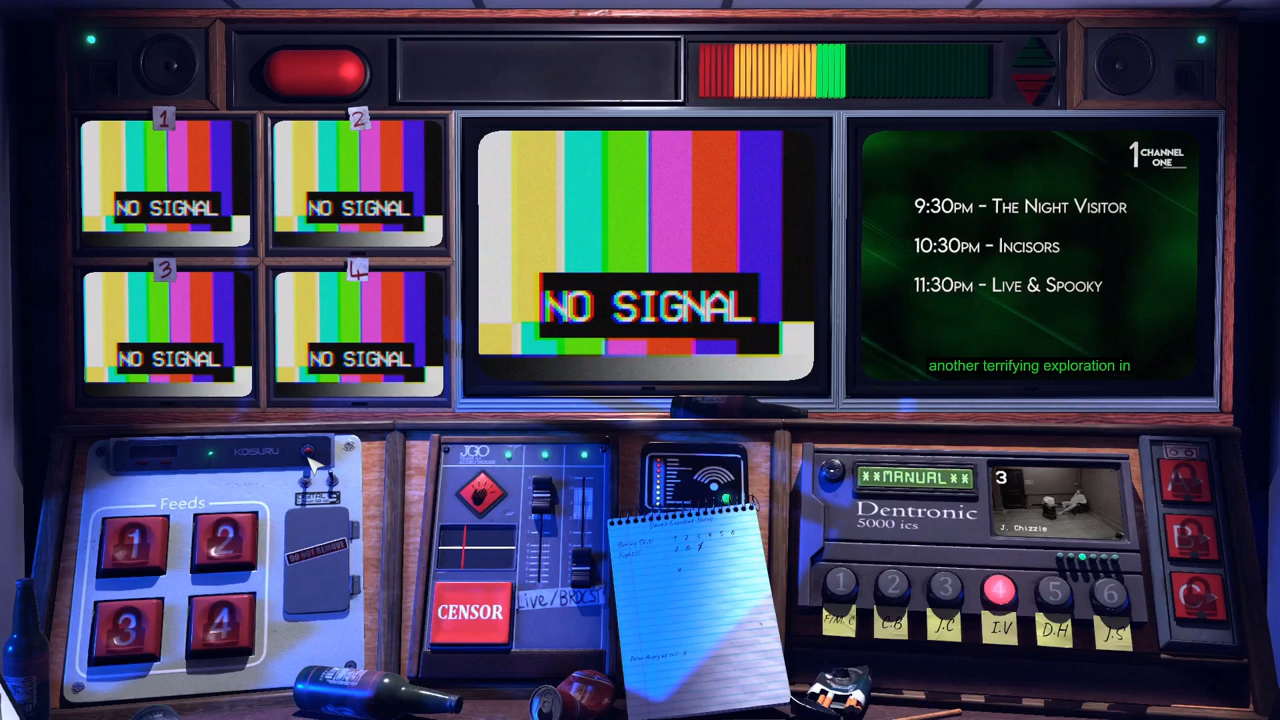 1
2
NO SIGNAL
NO SIGNAL
3
4
NO SIGNAL
NO SIGNAL
NO SIGNAL
1 CHANNEL
ONE
9:30PM – THE NIGHT VISITOR
10:30PM – INCISORS
11:30PM – LIVE & SPOOKY
another terrifying exploration in
KOISURU
Feeds
1
2
3
4
DO NOT REMOVE
JGO
CENSOR
Live/BRDCST
**MANUAL**
Dentronic
5000 ics
3
J. Chizzle
1
2
3
4
5
6
F/M.C
C.B
J.C
I.V
D.H
J.S
A
B
C